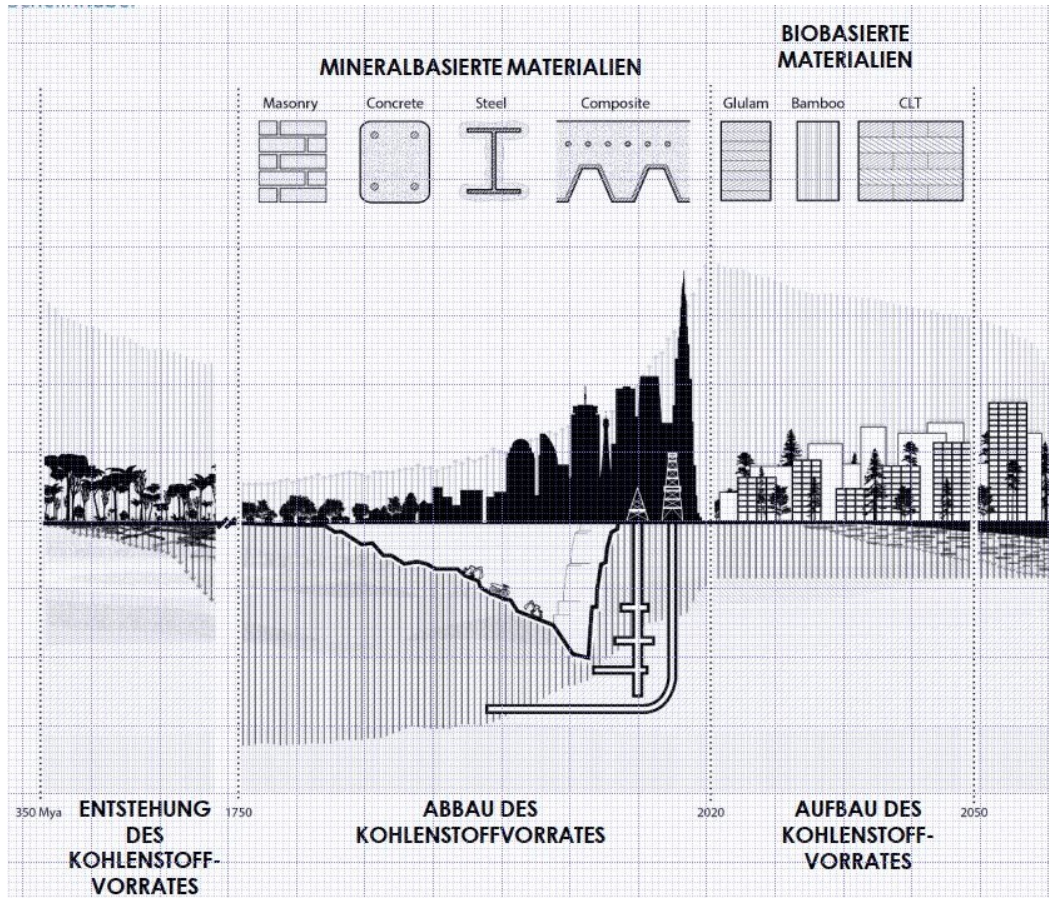 BIOBASIERTE
MATERIALIEN
MINERALBASIERTE MATERIALIEN
Masonry
Concrete
Steel
Composite
Glulam
Bamboo
CLT
350 Mya
ENTSTEHUNG
DES
KOHLENSTOFF-
VORRATES
1750
ABBAU DES
KOHLENSTOFFVORRATES
2020
AUFBAU DES
KOHLENSTOFF-
VORRATES
2050